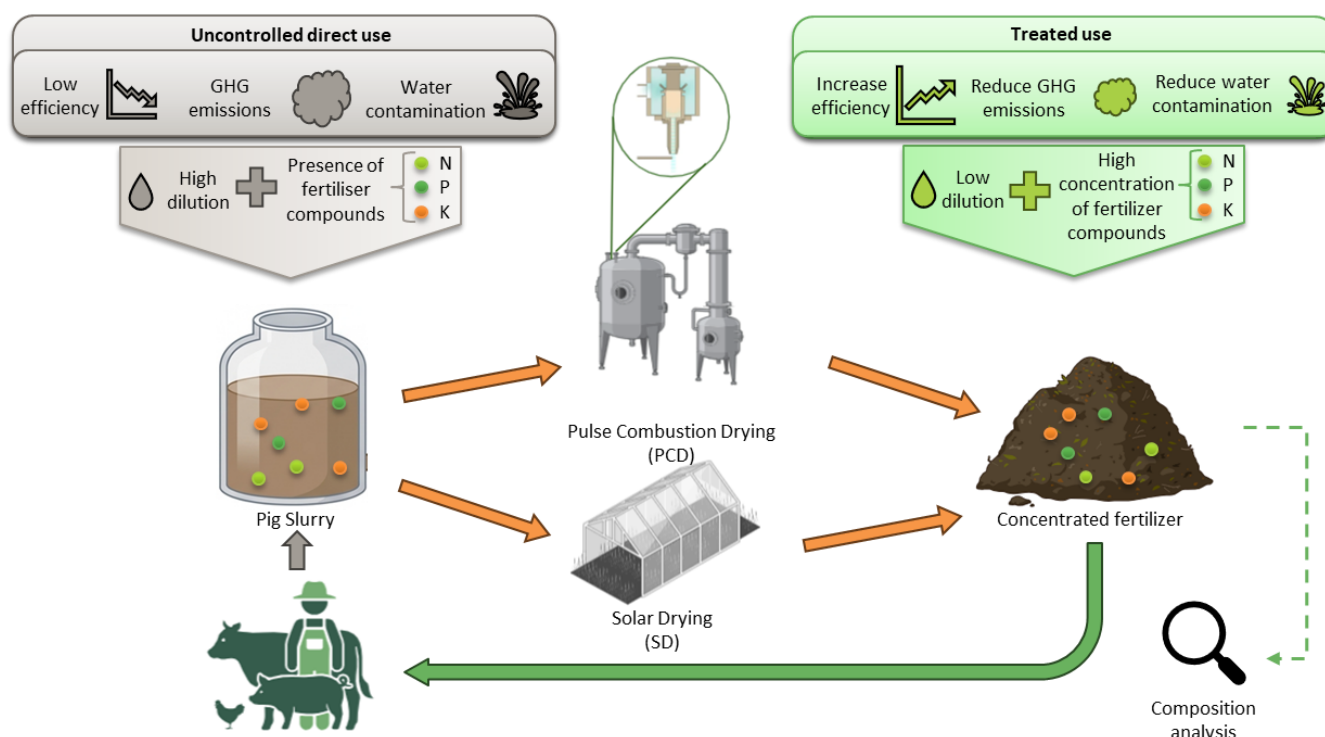 Uncontrolled direct use
Low
efficiency
GHG
emissions
Water
contamination
High
dilution
Presence of
fertiliser
compounds
N
P
K
Treated use
Increase
efficiency
Reduce GHG
emissions
Reduce water
contamination
Low
dilution
High
concentration
of fertilizer
compounds
N
P
K
Pig Slurry
Pulse Combustion Drying
(PCD)
Solar Drying
(SD)
Concentrated fertilizer
Composition
analysis